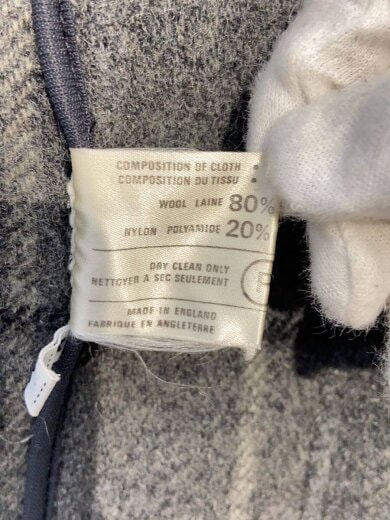 COMPOSITION OF CLOTH :
COMPOSITION DU TISSU
WOOL LAINE 80%
NYLON POLYAMIDE 20%
DRY CLEAN ONLY
NETTOYER A SEC SEULEMENT
P
MADE IN ENGLAND
FABRIQUE EN ANGLETERRE